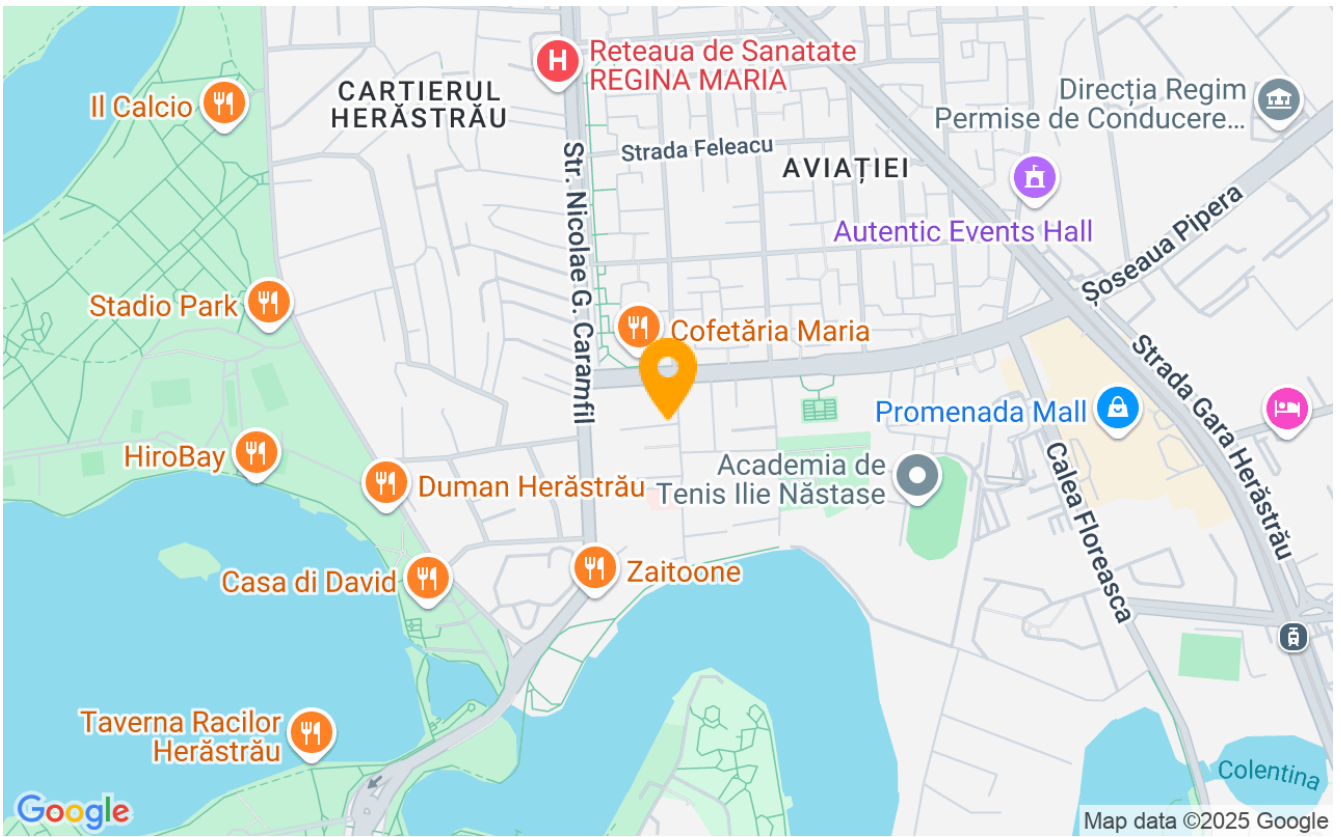 Reteaua de Sanatate
REGINA MARIA
H
Il Calcio
CARTIERUL
HERĂSTRĂU
Direcția Regim
Permise de Conducere...
Strada Feleacu
AVIAȚIEI
Str. Nicolae G. Caramfil
Autentic Events Hall
Șoseaua Pipera
Stadio Park
Cofetăria Maria
Strada Gara Herăstrău
Promenada Mall
HiroBay
Duman Herăstrău
Academia de
Tenis Ilie Năstase
Calea Floreasca
Casa di David
Zaitoone
Taverna Racilor
Herăstrău
Colentina
Google
Map data ©2025 Google